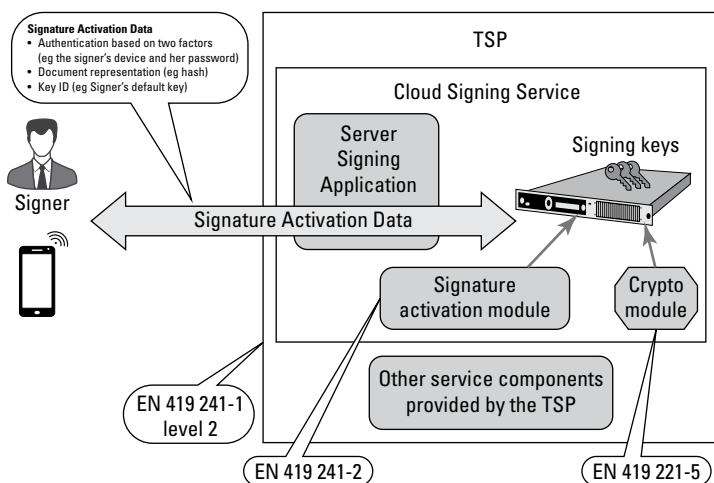 Signature Activation Data
• Authentication based on two factors
(eg the signer's device and her password)
• Document representation (eg hash)
• Key ID (eg Signer's default key)
TSP
Cloud Signing Service
Server
Signing
Application
Signing keys
Signer
Signature Activation Data
Signature
activation module
Crypto
module
Other service components
provided by the TSP
EN 419 241-1
level 2
EN 419 241-2
EN 419 221-5